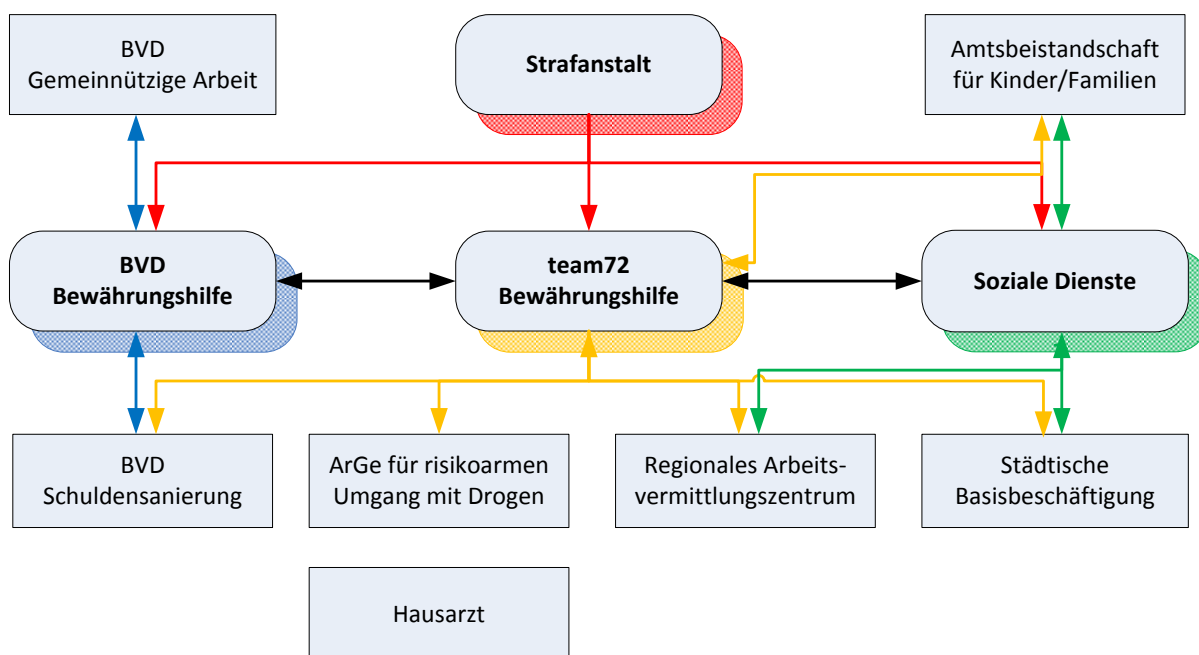 BVD
Gemeinnützige Arbeit
Strafanstalt
Amtsbeistandschaft
für Kinder/Familien
BVD
Bewährungshilfe
team72
Bewährungshilfe
Soziale Dienste
BVD
Schuldensanierung
ArGe für risikoarmen
Umgang mit Drogen
Regionales Arbeits-
vermittlungszentrum
Städtische
Basisbeschäftigung
Hausarzt